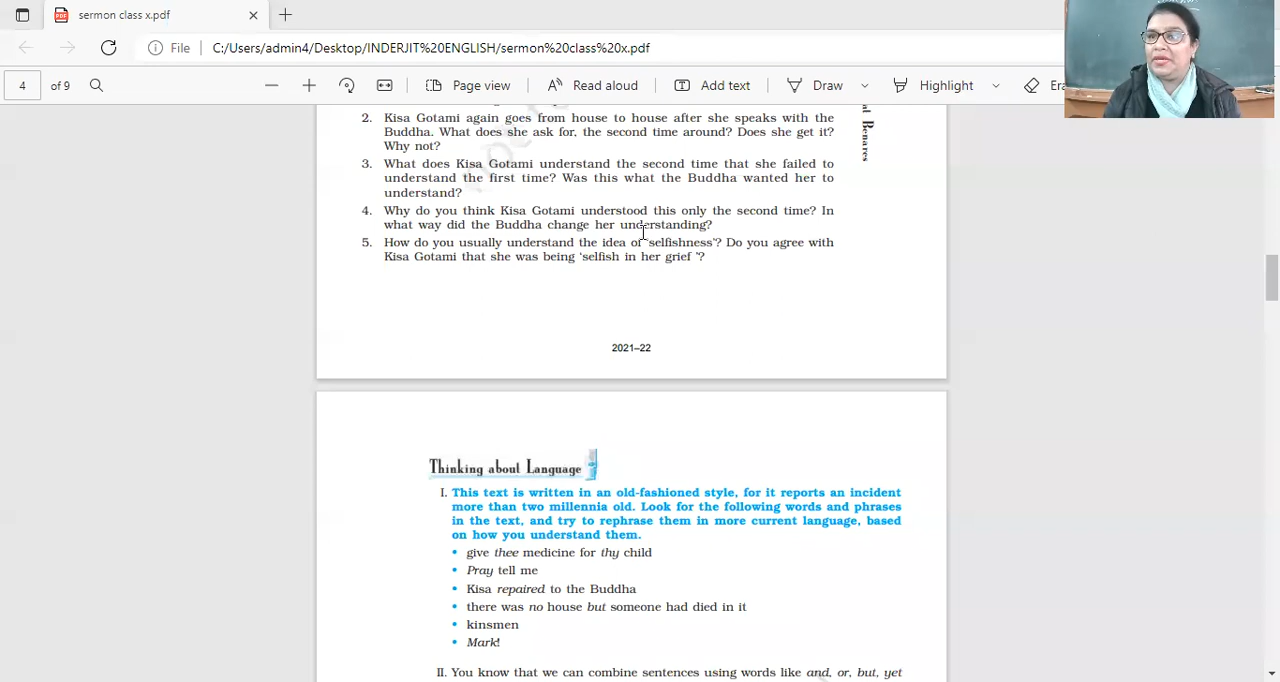 sermon class x.pdf
File C:/Users/admin4/Desktop/INDERJIT%20ENGLISH/sermon%20class%20x.pdf
4 of 9 Page view Read aloud Add text Draw Highlight
2. Kisa Gotami again goes from house to house after she speaks with the
Buddha. What does she ask for, the second time around? Does she get it?
Why not?
3. What does Kisa Gotami understand the second time that she failed to
understand the first time? Was this what the Buddha wanted her to
understand?
4. Why do you think Kisa Gotami understood this only the second time? In
what way did the Buddha change her understanding?
5. How do you usually understand the idea of ‘selfishness’? Do you agree with
Kisa Gotami that she was being ‘selfish in her grief ’?
at Benares
2021–22
Thinking about Language
I. This text is written in an old-fashioned style, for it reports an incident
more than two millennia old. Look for the following words and phrases
in the text, and try to rephrase them in more current language, based
on how you understand them.
• give thee medicine for thy child
• Pray tell me
• Kisa repaired to the Buddha
• there was no house but someone had died in it
• kinsmen
• Mark!
II. You know that we can combine sentences using words like and, or, but, yet